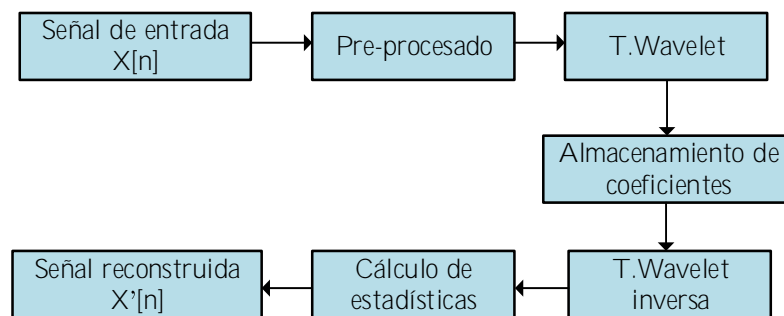 Señal de entrada
X[n]
Pre-procesado
T.Wavelet
Almacenamiento de
coeficientes
T.Wavelet
inversa
Cálculo de
estadísticas
Señal reconstruida
X’[n]